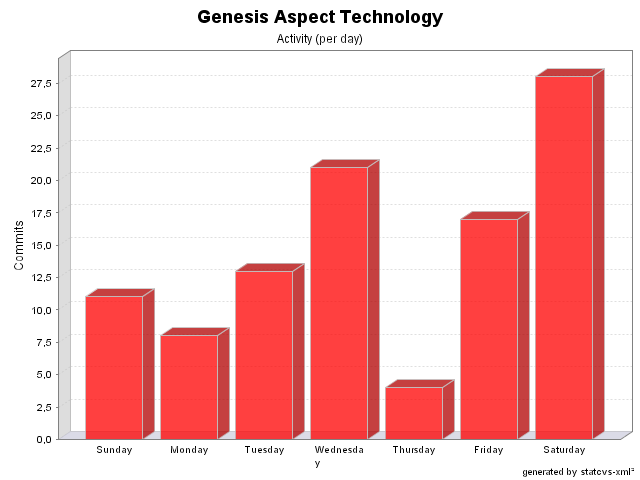 Genesis Aspect Technology
Activity (per day)
Commits
27,5
25,0
22,5
20,0
17,5
15,0
12,5
10,0
7,5
5,0
2,5
0,0
Sunday Monday Tuesday Wednesda Thursday Friday Saturday
y
generated by statcvs-xml²